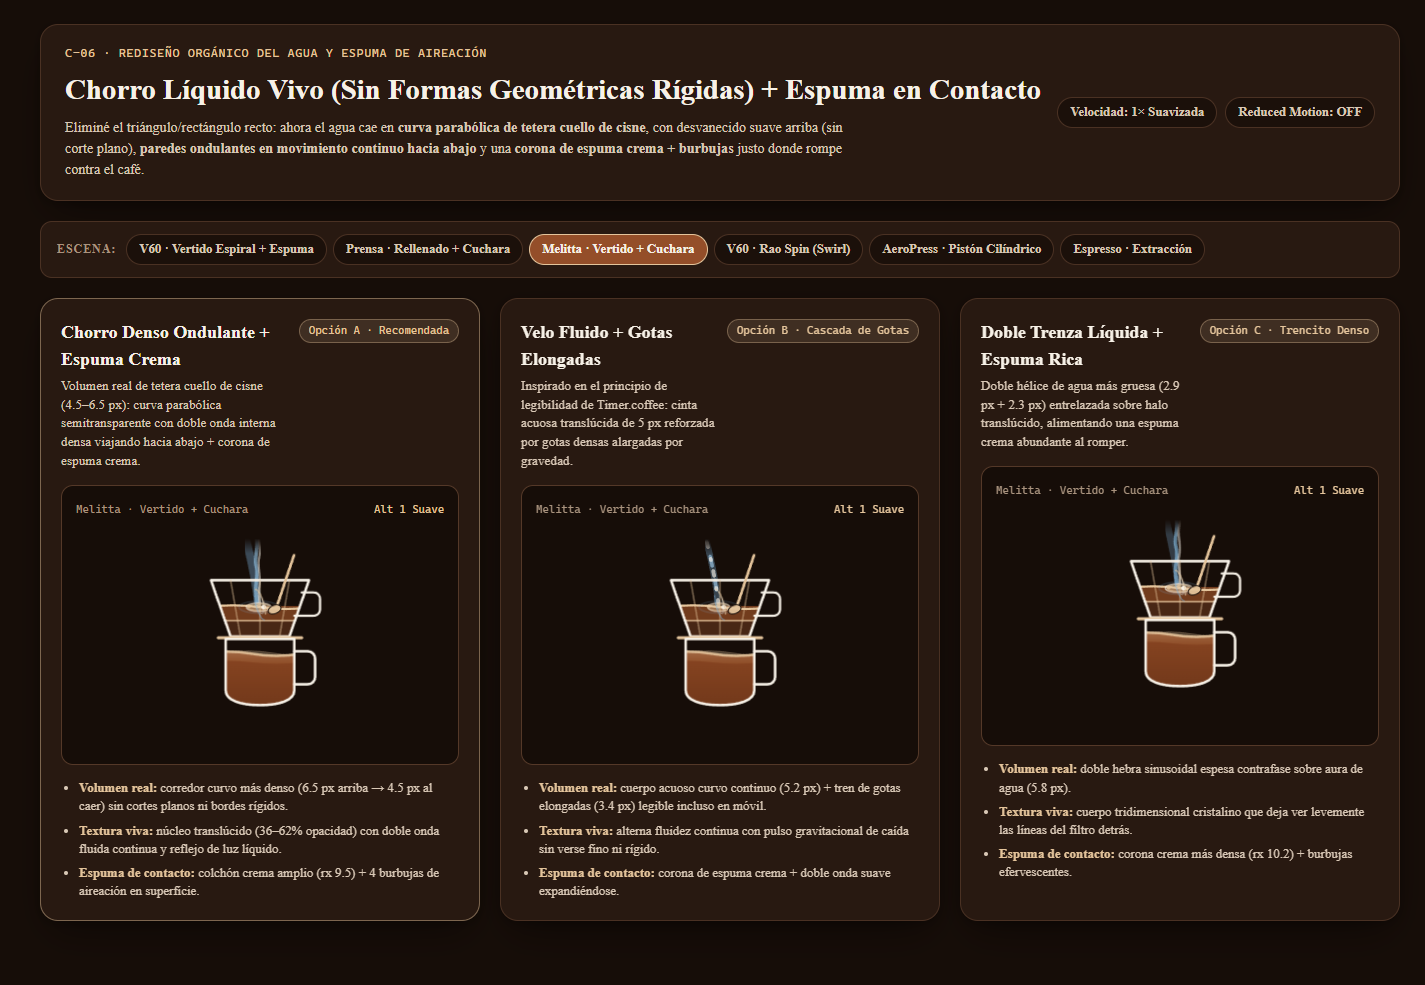 C-06 · REDISEÑO ORGÁNICO DEL AGUA Y ESPUMA DE AIREACIÓN
Chorro Líquido Vivo (Sin Formas Geométricas Rígidas) + Espuma en Contacto
Eliminé el triángulo/rectángulo recto: ahora el agua cae en curva parabólica de tetera cuello de cisne, con desvanecido suave arriba (sin
corte plano), paredes ondulantes en movimiento continuo hacia abajo y una corona de espuma crema + burbujas justo donde rompe
contra el café.
Velocidad: 1× Suavizada
Reduced Motion: OFF
ESCENA:
V60 · Vertido Espiral + Espuma
Prensa · Rellenado + Cuchara
Melitta · Vertido + Cuchara
V60 · Rao Spin (Swirl)
AeroPress · Pistón Cilíndrico
Espresso · Extracción
Chorro Denso Ondulante +
Espuma Crema
Opción A · Recomendada
Volumen real de tetera cuello de cisne
(4.5–6.5 px): curva parabólica
semitransparente con doble onda interna
densa viajando hacia abajo + corona de
espuma crema.
Melitta · Vertido + Cuchara
Alt 1 Suave
Volumen real: corredor curvo más denso (6.5 px arriba → 4.5 px al
caer) sin cortes planos ni bordes rígidos.
Textura viva: núcleo translúcido (36–62% opacidad) con doble onda
fluida continua y reflejo de luz líquido.
Espuma de contacto: colchón crema amplio (rx 9.5) + 4 burbujas de
aireación en superficie.
Velo Fluido + Gotas
Elongadas
Opción B · Cascada de Gotas
Inspirado en el principio de
legibilidad de Timer.coffee: cinta
acuosa translúcida de 5 px reforzada
por gotas densas alargadas por
gravedad.
Melitta · Vertido + Cuchara
Alt 1 Suave
Volumen real: cuerpo acuoso curvo continuo (5.2 px) + tren de gotas
elongadas (3.4 px) legible incluso en móvil.
Textura viva: alterna fluidez continua con pulso gravitacional de caída
sin verse fino ni rígido.
Espuma de contacto: corona de espuma crema + doble onda suave
expandiéndose.
Doble Trenza Líquida +
Espuma Rica
Opción C · Trencito Denso
Doble hélice de agua más gruesa (2.9
px + 2.3 px) entrelazada sobre halo
translúcido, alimentando una espuma
crema abundante al romper.
Melitta · Vertido + Cuchara
Alt 1 Suave
Volumen real: doble hebra sinusoidal espesa contrafase sobre aura de
agua (5.8 px).
Textura viva: cuerpo tridimensional cristalino que deja ver levemente
las líneas del filtro detrás.
Espuma de contacto: corona crema más densa (rx 10.2) + burbujas
efervescentes.